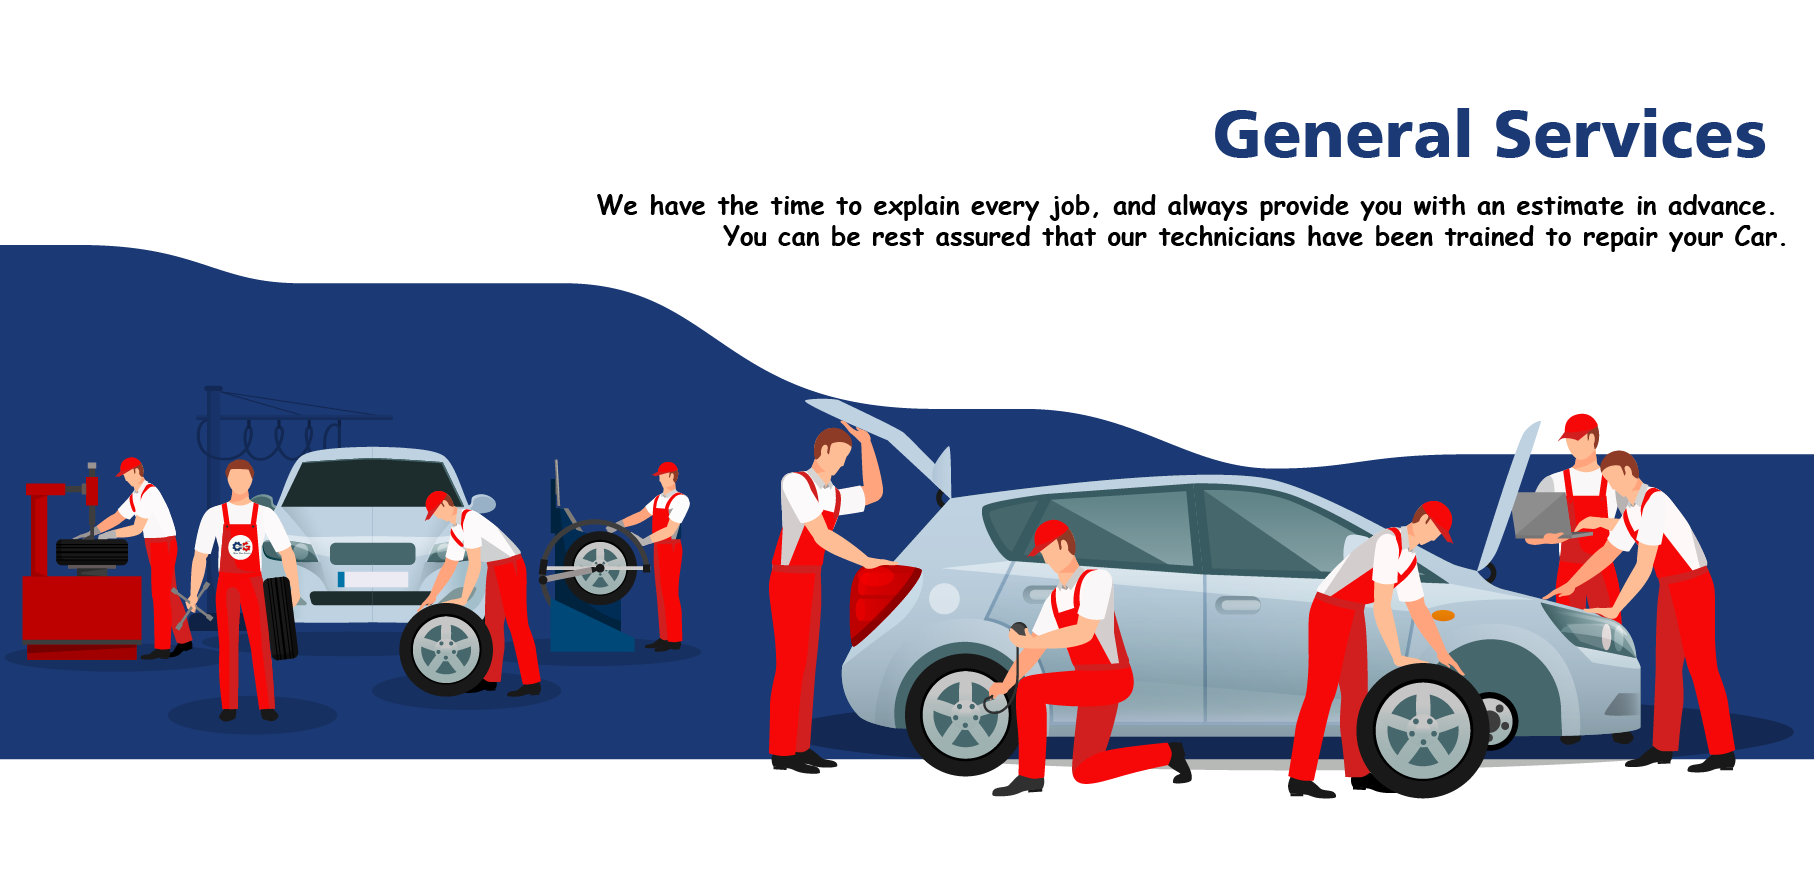 General Services
We have the time to explain every job, and always provide you with an estimate in advance.
You can be rest assured that our technicians have been trained to repair your Car.